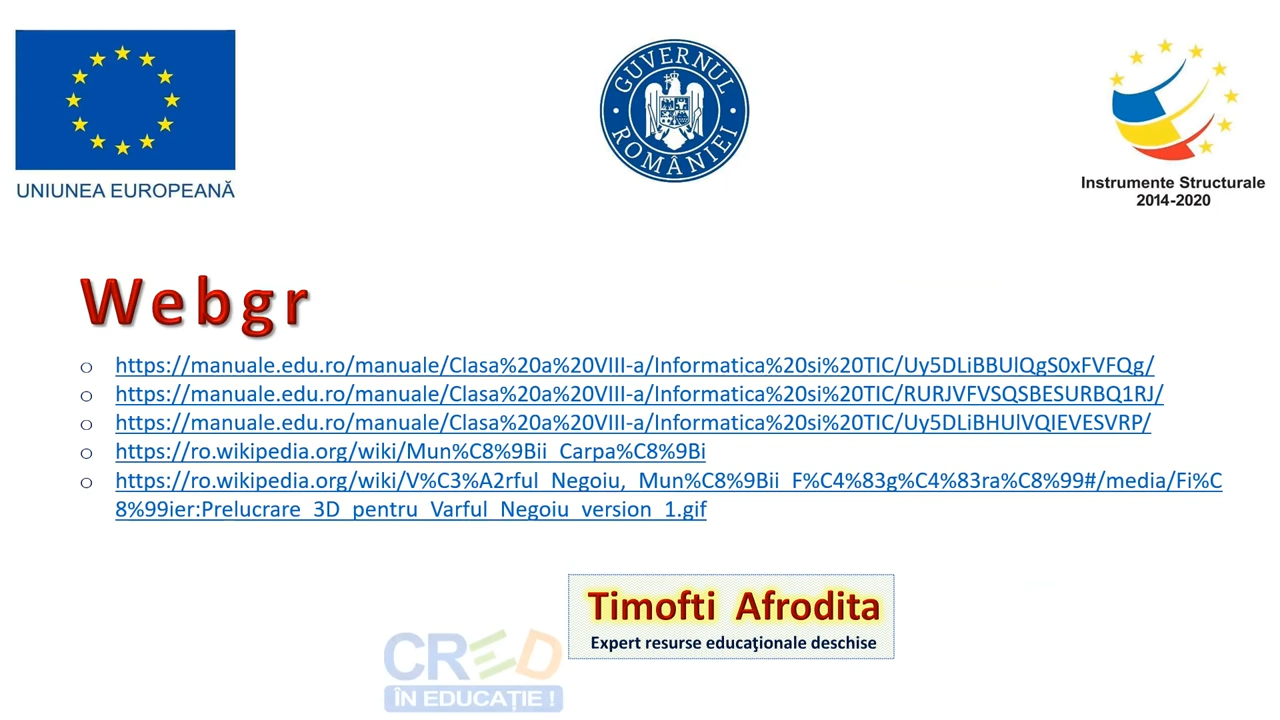 UNIUNEA EUROPEANĂ
GUVERNUL ROMÂNIEI
Instrumente Structurale
2014-2020
Webgr
https://manuale.edu.ro/manuale/Clasa%20a%20VIII-a/Informatica%20si%20TIC/Uy5DLiBBUlQgS0xFVFQg/
https://manuale.edu.ro/manuale/Clasa%20a%20VIII-a/Informatica%20si%20TIC/RURJVFVSQSBESURBQ1RJ/
https://manuale.edu.ro/manuale/Clasa%20a%20VIII-a/Informatica%20si%20TIC/Uy5DLiBHUlVQIEVESVRP/
https://ro.wikipedia.org/wiki/Mun%C8%9Bii_Carpa%C8%9Bi
https://ro.wikipedia.org/wiki/V%C3%A2rful_Negoiu,_Mun%C8%9Bii_F%C4%83g%C4%83ra%C8%99#/media/Fi%C
8%99ier:Prelucrare_3D_pentru_Varful_Negoiu_version_1.gif
Timofti Afrodita
Expert resurse educaţionale deschise
CRED
ÎN EDUCAȚIE !